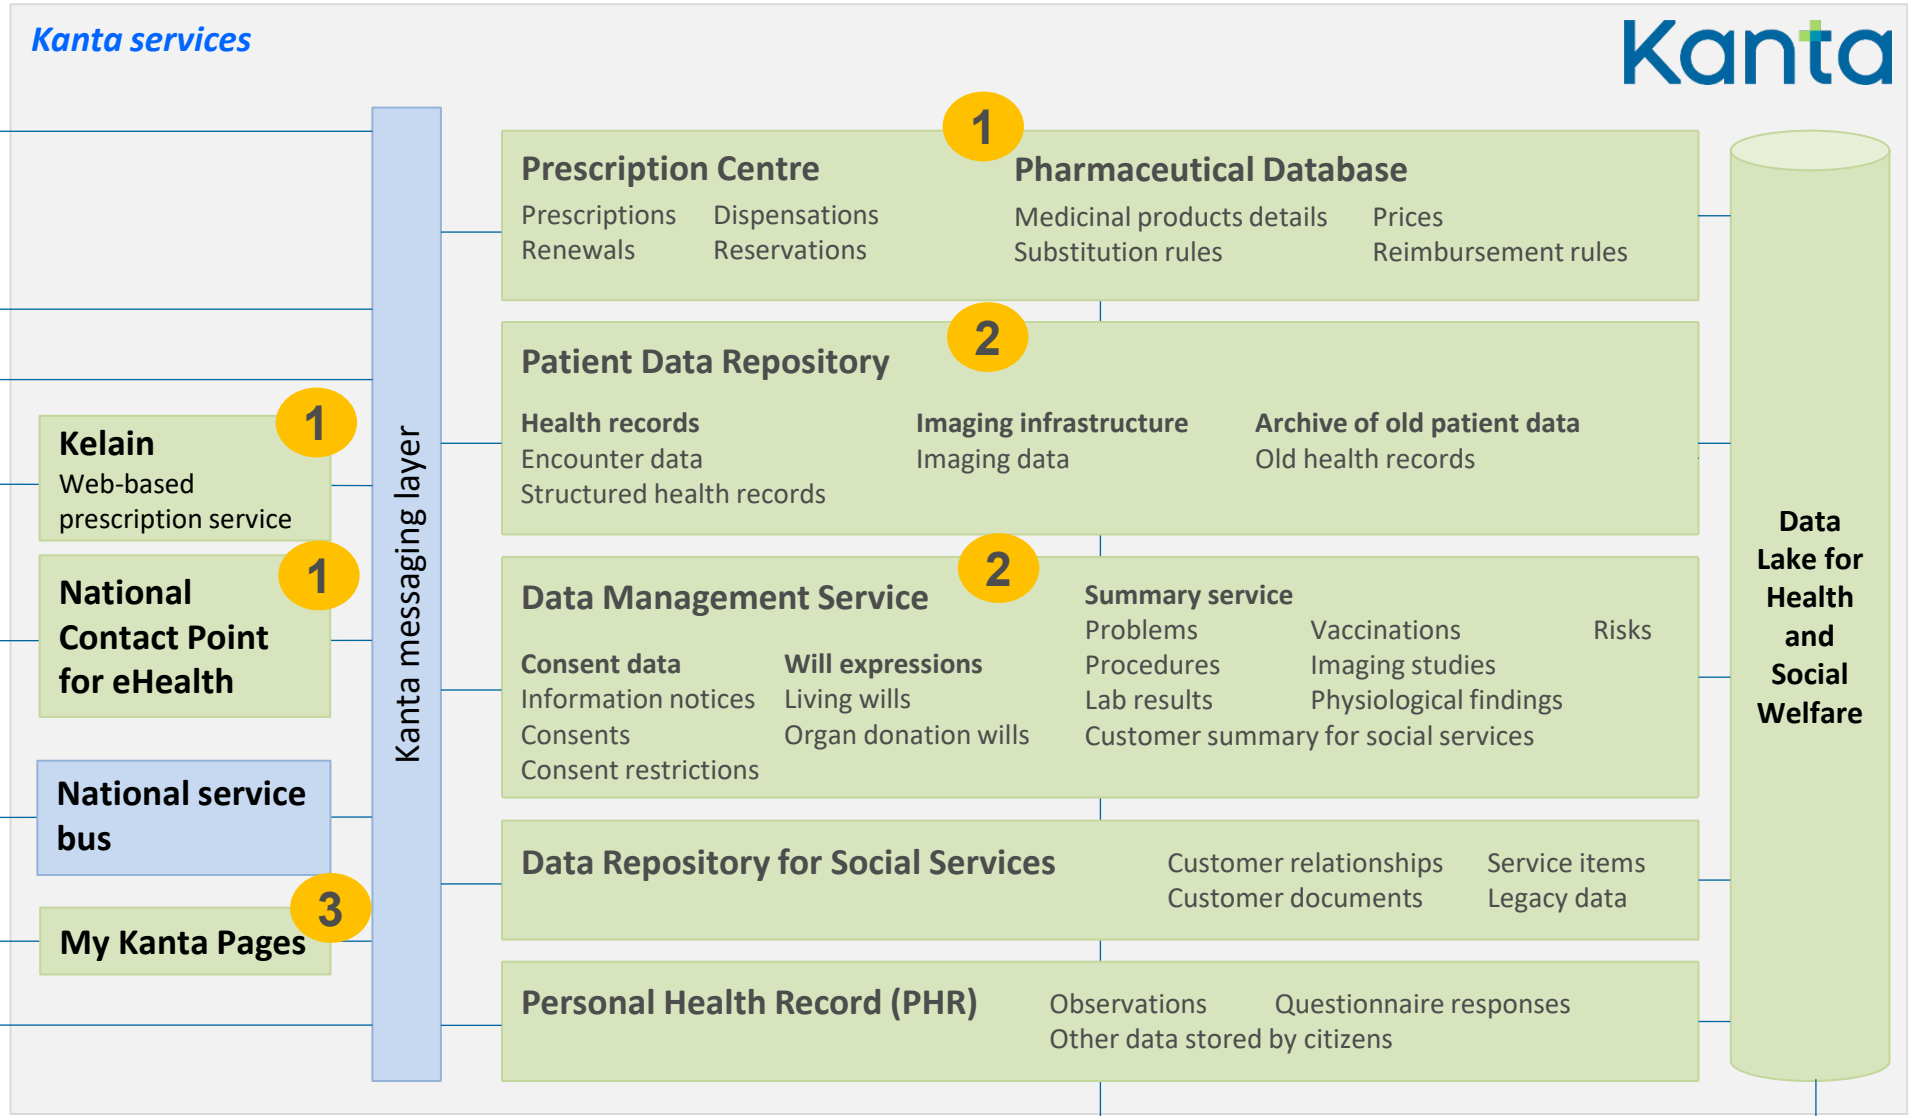 Kanta services
Kanta
1
Kelain
Web-based
prescription service
1
National
Contact Point
for eHealth
National service
bus
3
My Kanta Pages
Kanta messaging layer
1
Prescription Centre
Prescriptions Dispensations
Renewals Reservations
Pharmaceutical Database
Medicinal products details Prices
Substitution rules Reimbursement rules
2
Patient Data Repository
Health records
Encounter data
Structured health records
Imaging infrastructure
Imaging data
Archive of old patient data
Old health records
2
Data Management Service
Consent data
Information notices
Consents
Consent restrictions
Will expressions
Living wills
Organ donation wills
Summary service
Problems Vaccinations Risks
Procedures Imaging studies
Lab results Physiological findings
Customer summary for social services
Data Repository for Social Services
Customer relationships Service items
Customer documents Legacy data
Personal Health Record (PHR)
Observations Questionnaire responses
Other data stored by citizens
Data
Lake for
Health
and
Social
Welfare